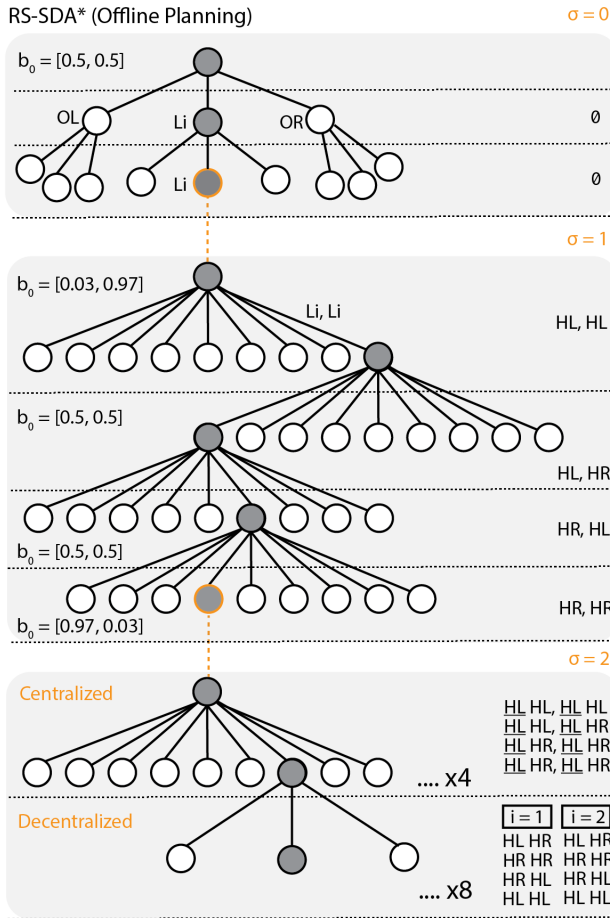 RS-SDA* (Offline Planning)
σ = 0
b₀ = [0.5, 0.5]
OL
Li
OR
∅
Li
∅
σ = 1
b₀ = [0.03, 0.97]
Li, Li
HL, HL
b₀ = [0.5, 0.5]
HL, HR
HR, HL
b₀ = [0.5, 0.5]
HR, HR
b₀ = [0.97, 0.03]
σ = 2
Centralized
HL HL, HL HL
HL HL, HL HR
HL HR, HL HR
HL HR, HL HR
.... x4
Decentralized
i = 1 i = 2
HL HR HL HR
HR HR HR HR
HR HL HR HL
HL HL HL HL
.... x8